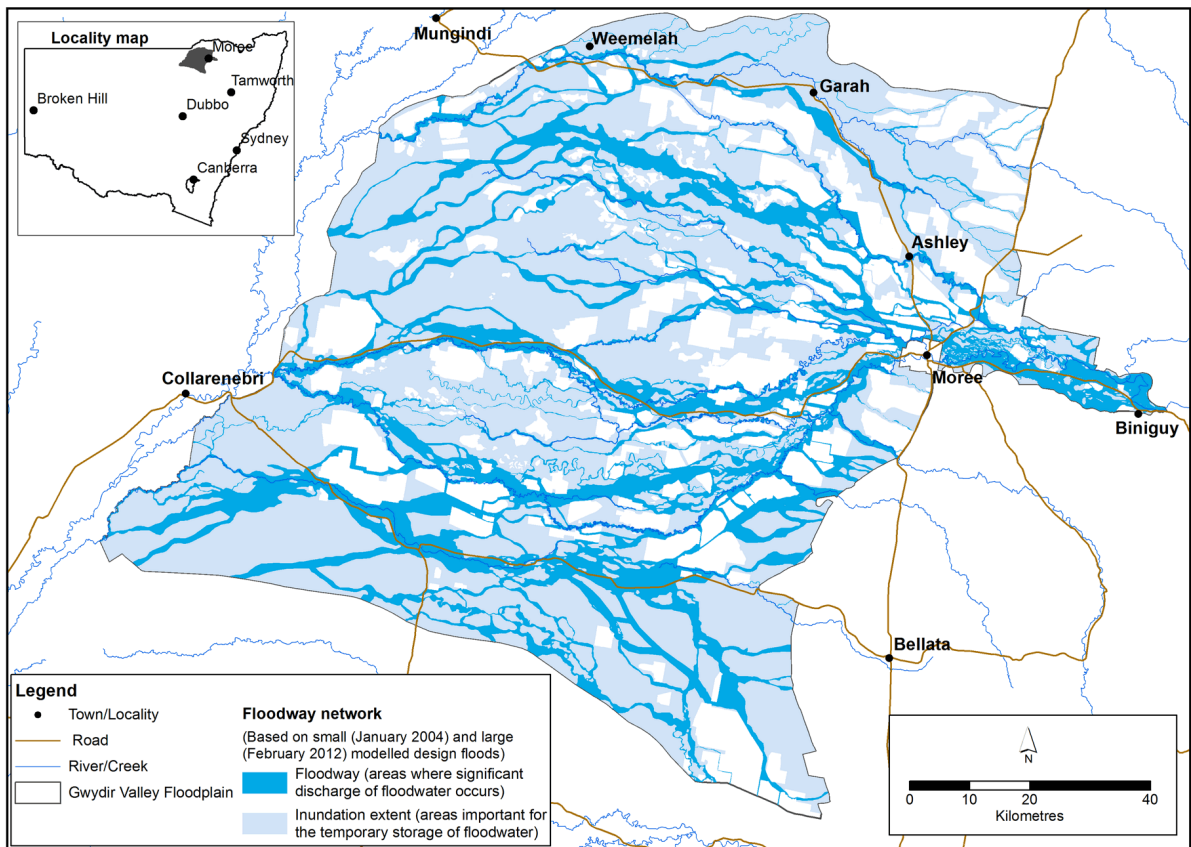 Locality map
Moree
Tamworth
Broken Hill
Dubbo
Sydney
Canberra
Mungindi
Weemelah
Garah
Ashley
Collarenebri
Moree
Biniguy
Bellata
Legend
Town/Locality
Road
River/Creek
Gwydir Valley Floodplain
Floodway network
(Based on small (January 2004) and large
(February 2012) modelled design floods)
Floodway (areas where significant
discharge of floodwater occurs)
Inundation extent (areas important for
the temporary storage of floodwater)
N
0 10 20 40
Kilometres